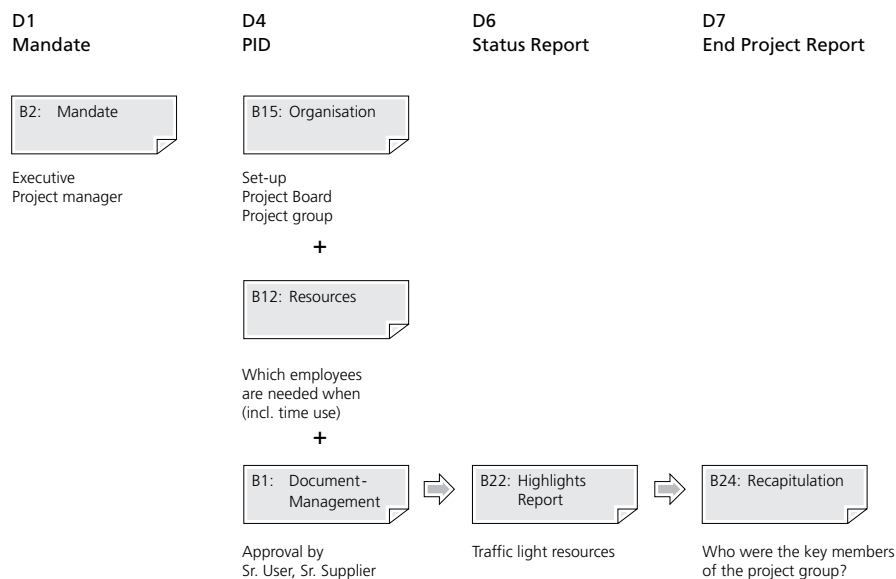 D1
Mandate
D4
PID
D6
Status Report
D7
End Project Report
B2: Mandate
Executive
Project manager
B15: Organisation
Set-up
Project Board
Project group
+
B12: Resources
Which employees
are needed when
(incl. time use)
+
B1: Document-
Management
Approval by
Sr. User, Sr. Supplier
B22: Highlights
Report
Traffic light resources
B24: Recapitulation
Who were the key members
of the project group?